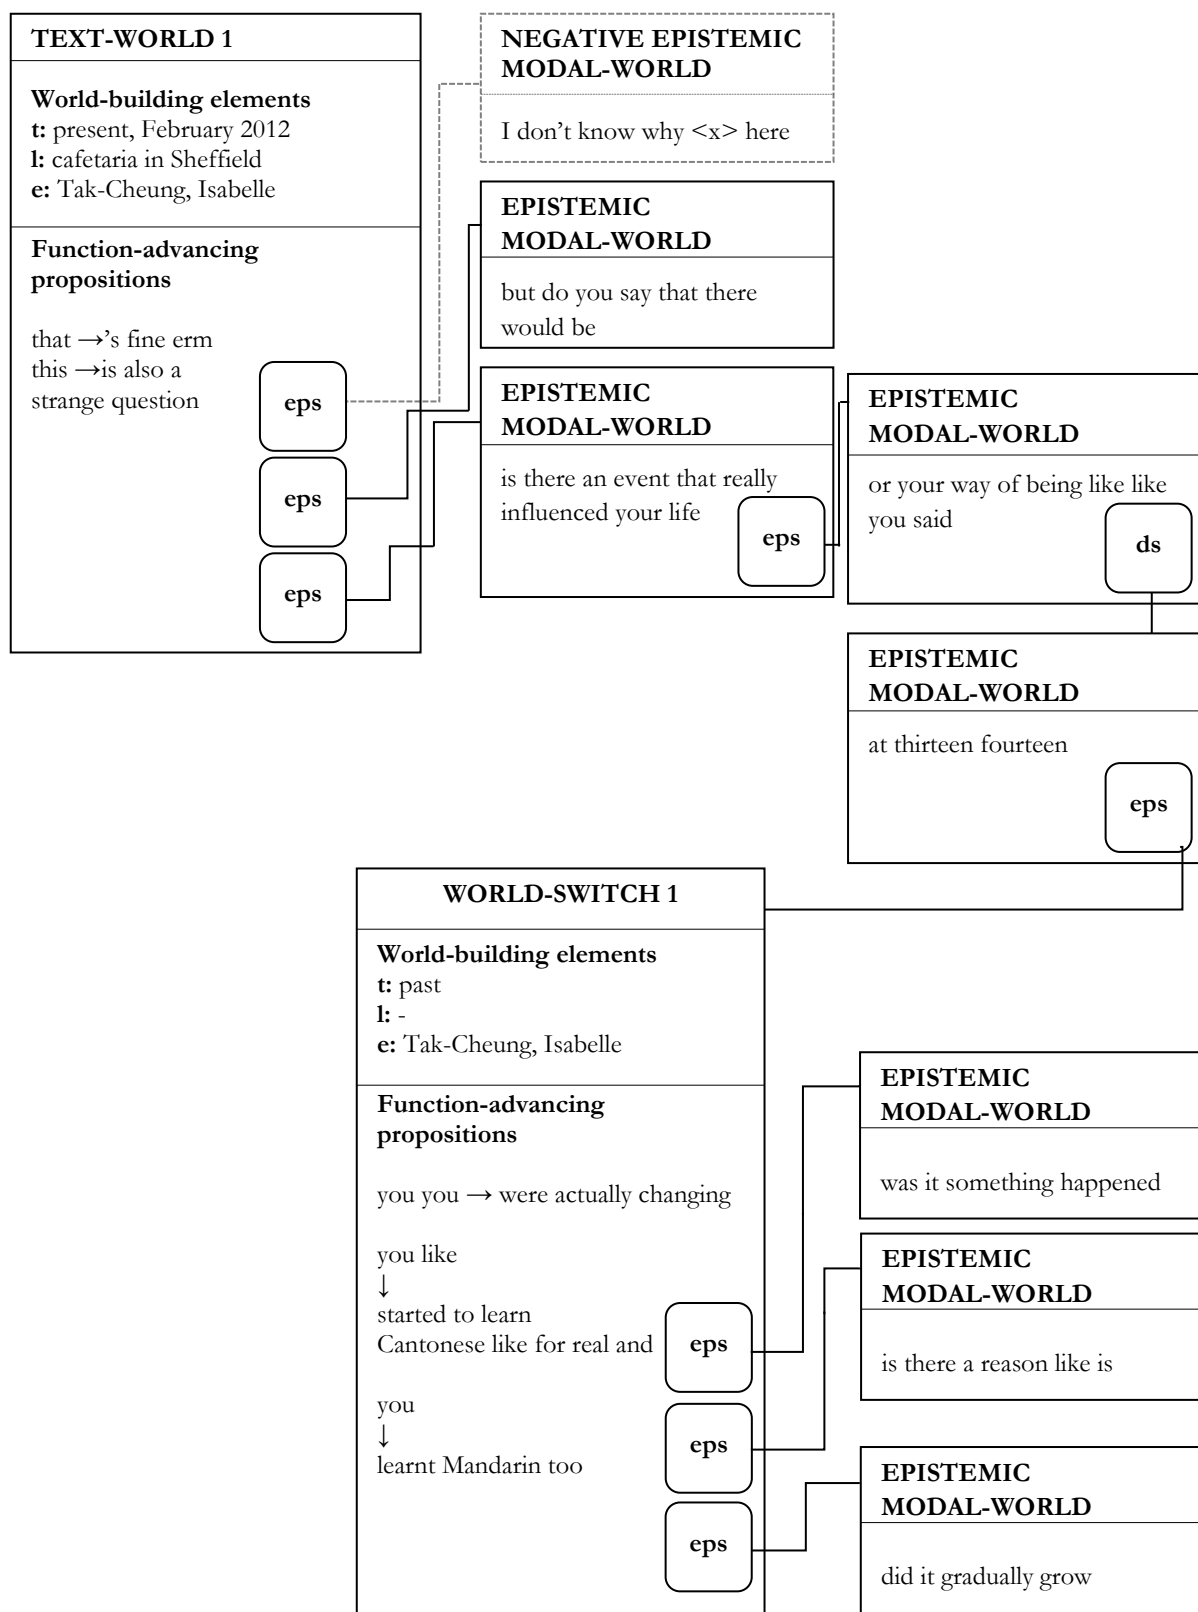 TEXT-WORLD 1
World-building elements
t: present, February 2012
l: cafetaria in Sheffield
e: Tak-Cheung, Isabelle
Function-advancing
propositions
that →’s fine erm
this →is also a
strange question
eps
eps
eps
NEGATIVE EPISTEMIC
MODAL-WORLD
I don’t know why <x> here
EPISTEMIC
MODAL-WORLD
but do you say that there
would be
EPISTEMIC
MODAL-WORLD
is there an event that really
influenced your life
eps
EPISTEMIC
MODAL-WORLD
or your way of being like like
you said
ds
EPISTEMIC
MODAL-WORLD
at thirteen fourteen
eps
WORLD-SWITCH 1
World-building elements
t: past
l: -
e: Tak-Cheung, Isabelle
Function-advancing
propositions
you you → were actually changing
you like
↓
started to learn
Cantonese like for real and
you
↓
learnt Mandarin too
eps
eps
eps
EPISTEMIC
MODAL-WORLD
was it something happened
EPISTEMIC
MODAL-WORLD
is there a reason like is
EPISTEMIC
MODAL-WORLD
did it gradually grow